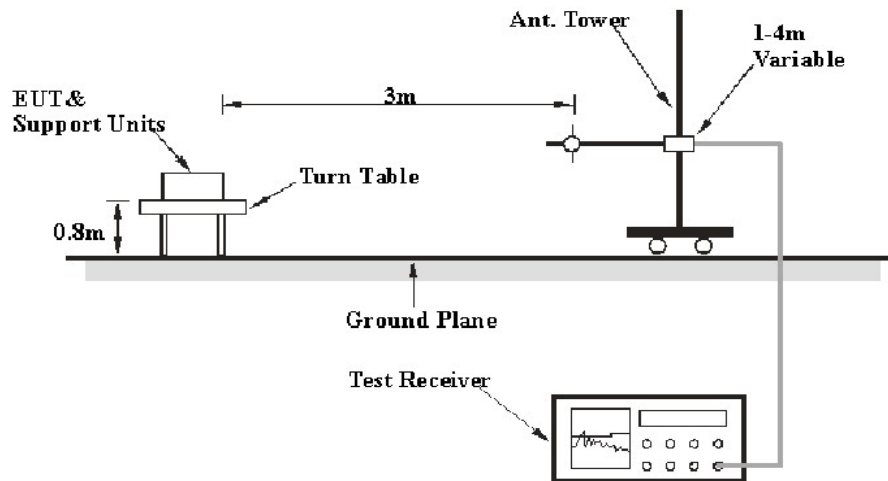 Ant. Tower
1-4m
Variable
3m
EUT&
Support Units
Turn Table
0.8m
Ground Plane
Test Receiver